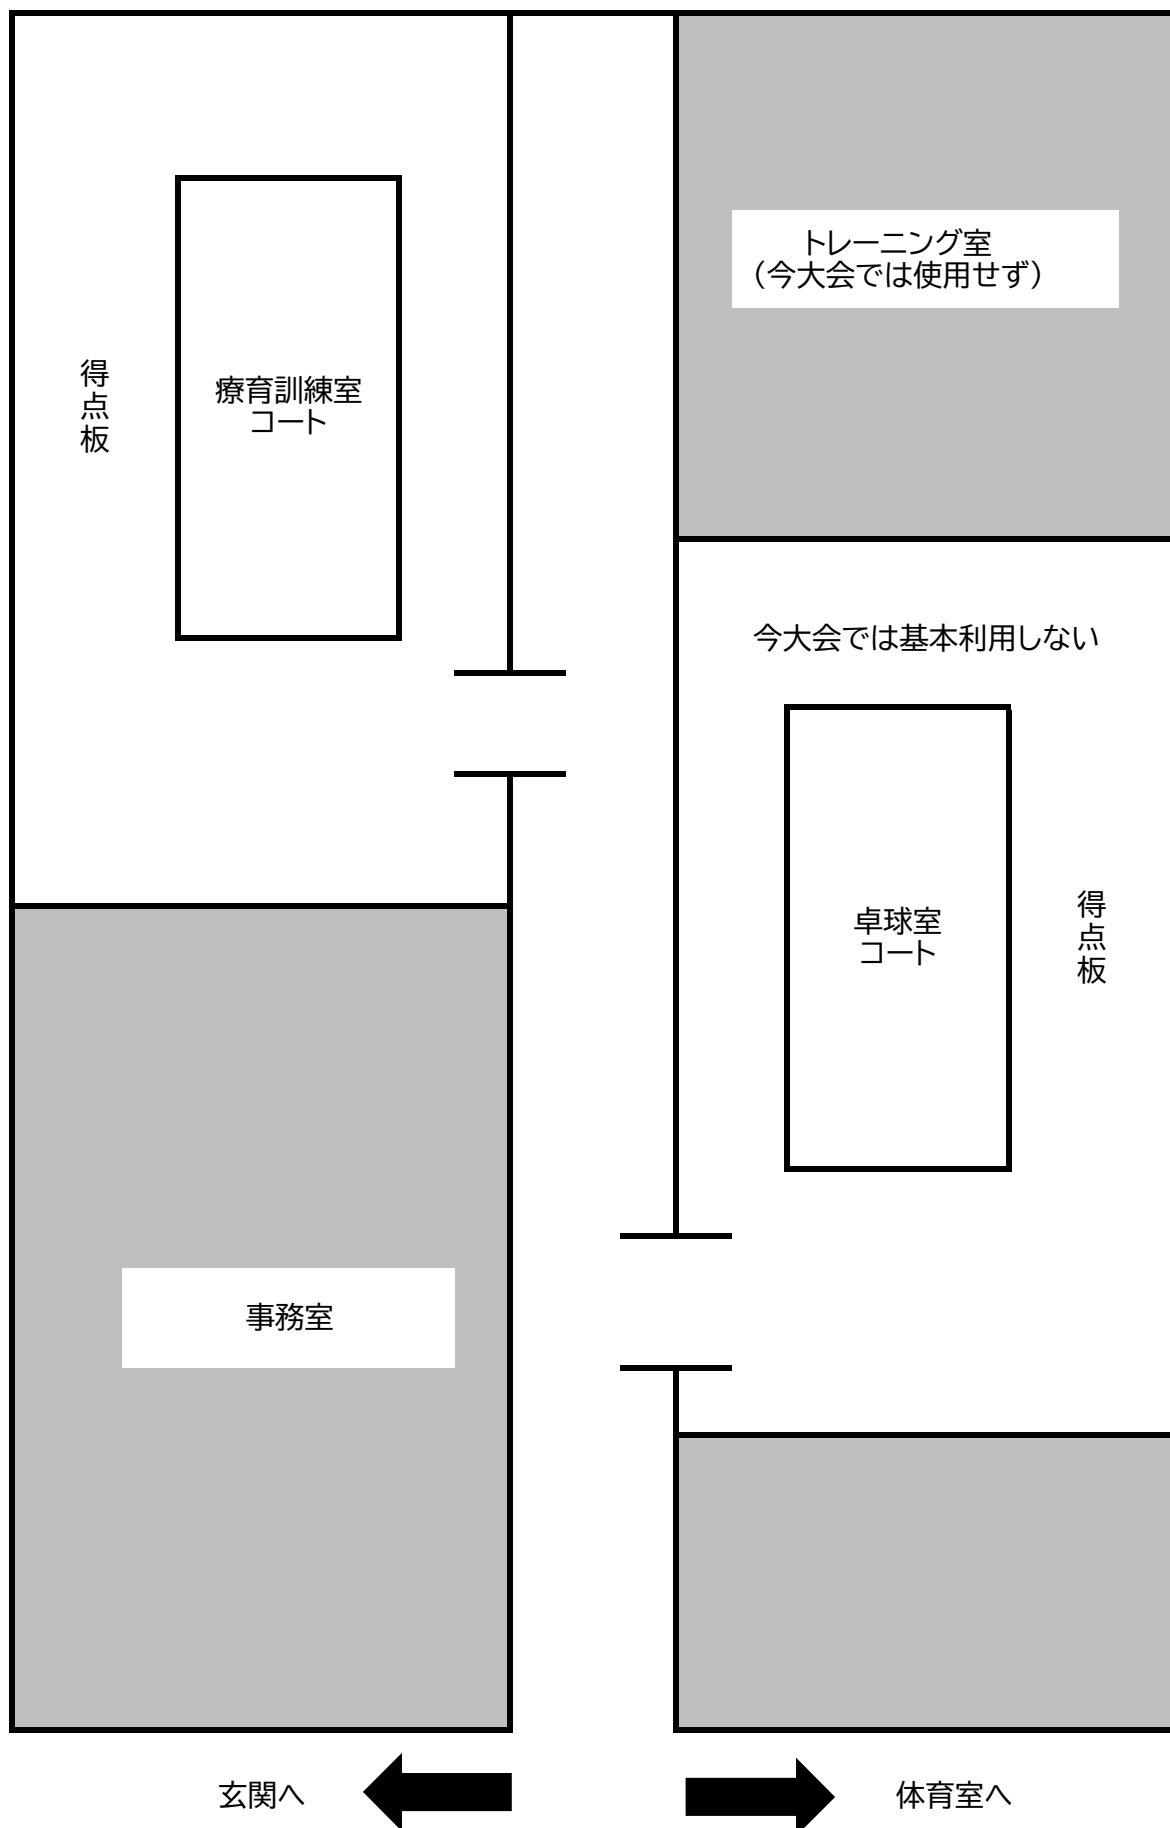 トレーニング室
（今大会では使用せず）
得点板
療育訓練室
コート
今大会では基本利用しない
卓球室
コート
得点板
事務室
玄関へ
体育室へ